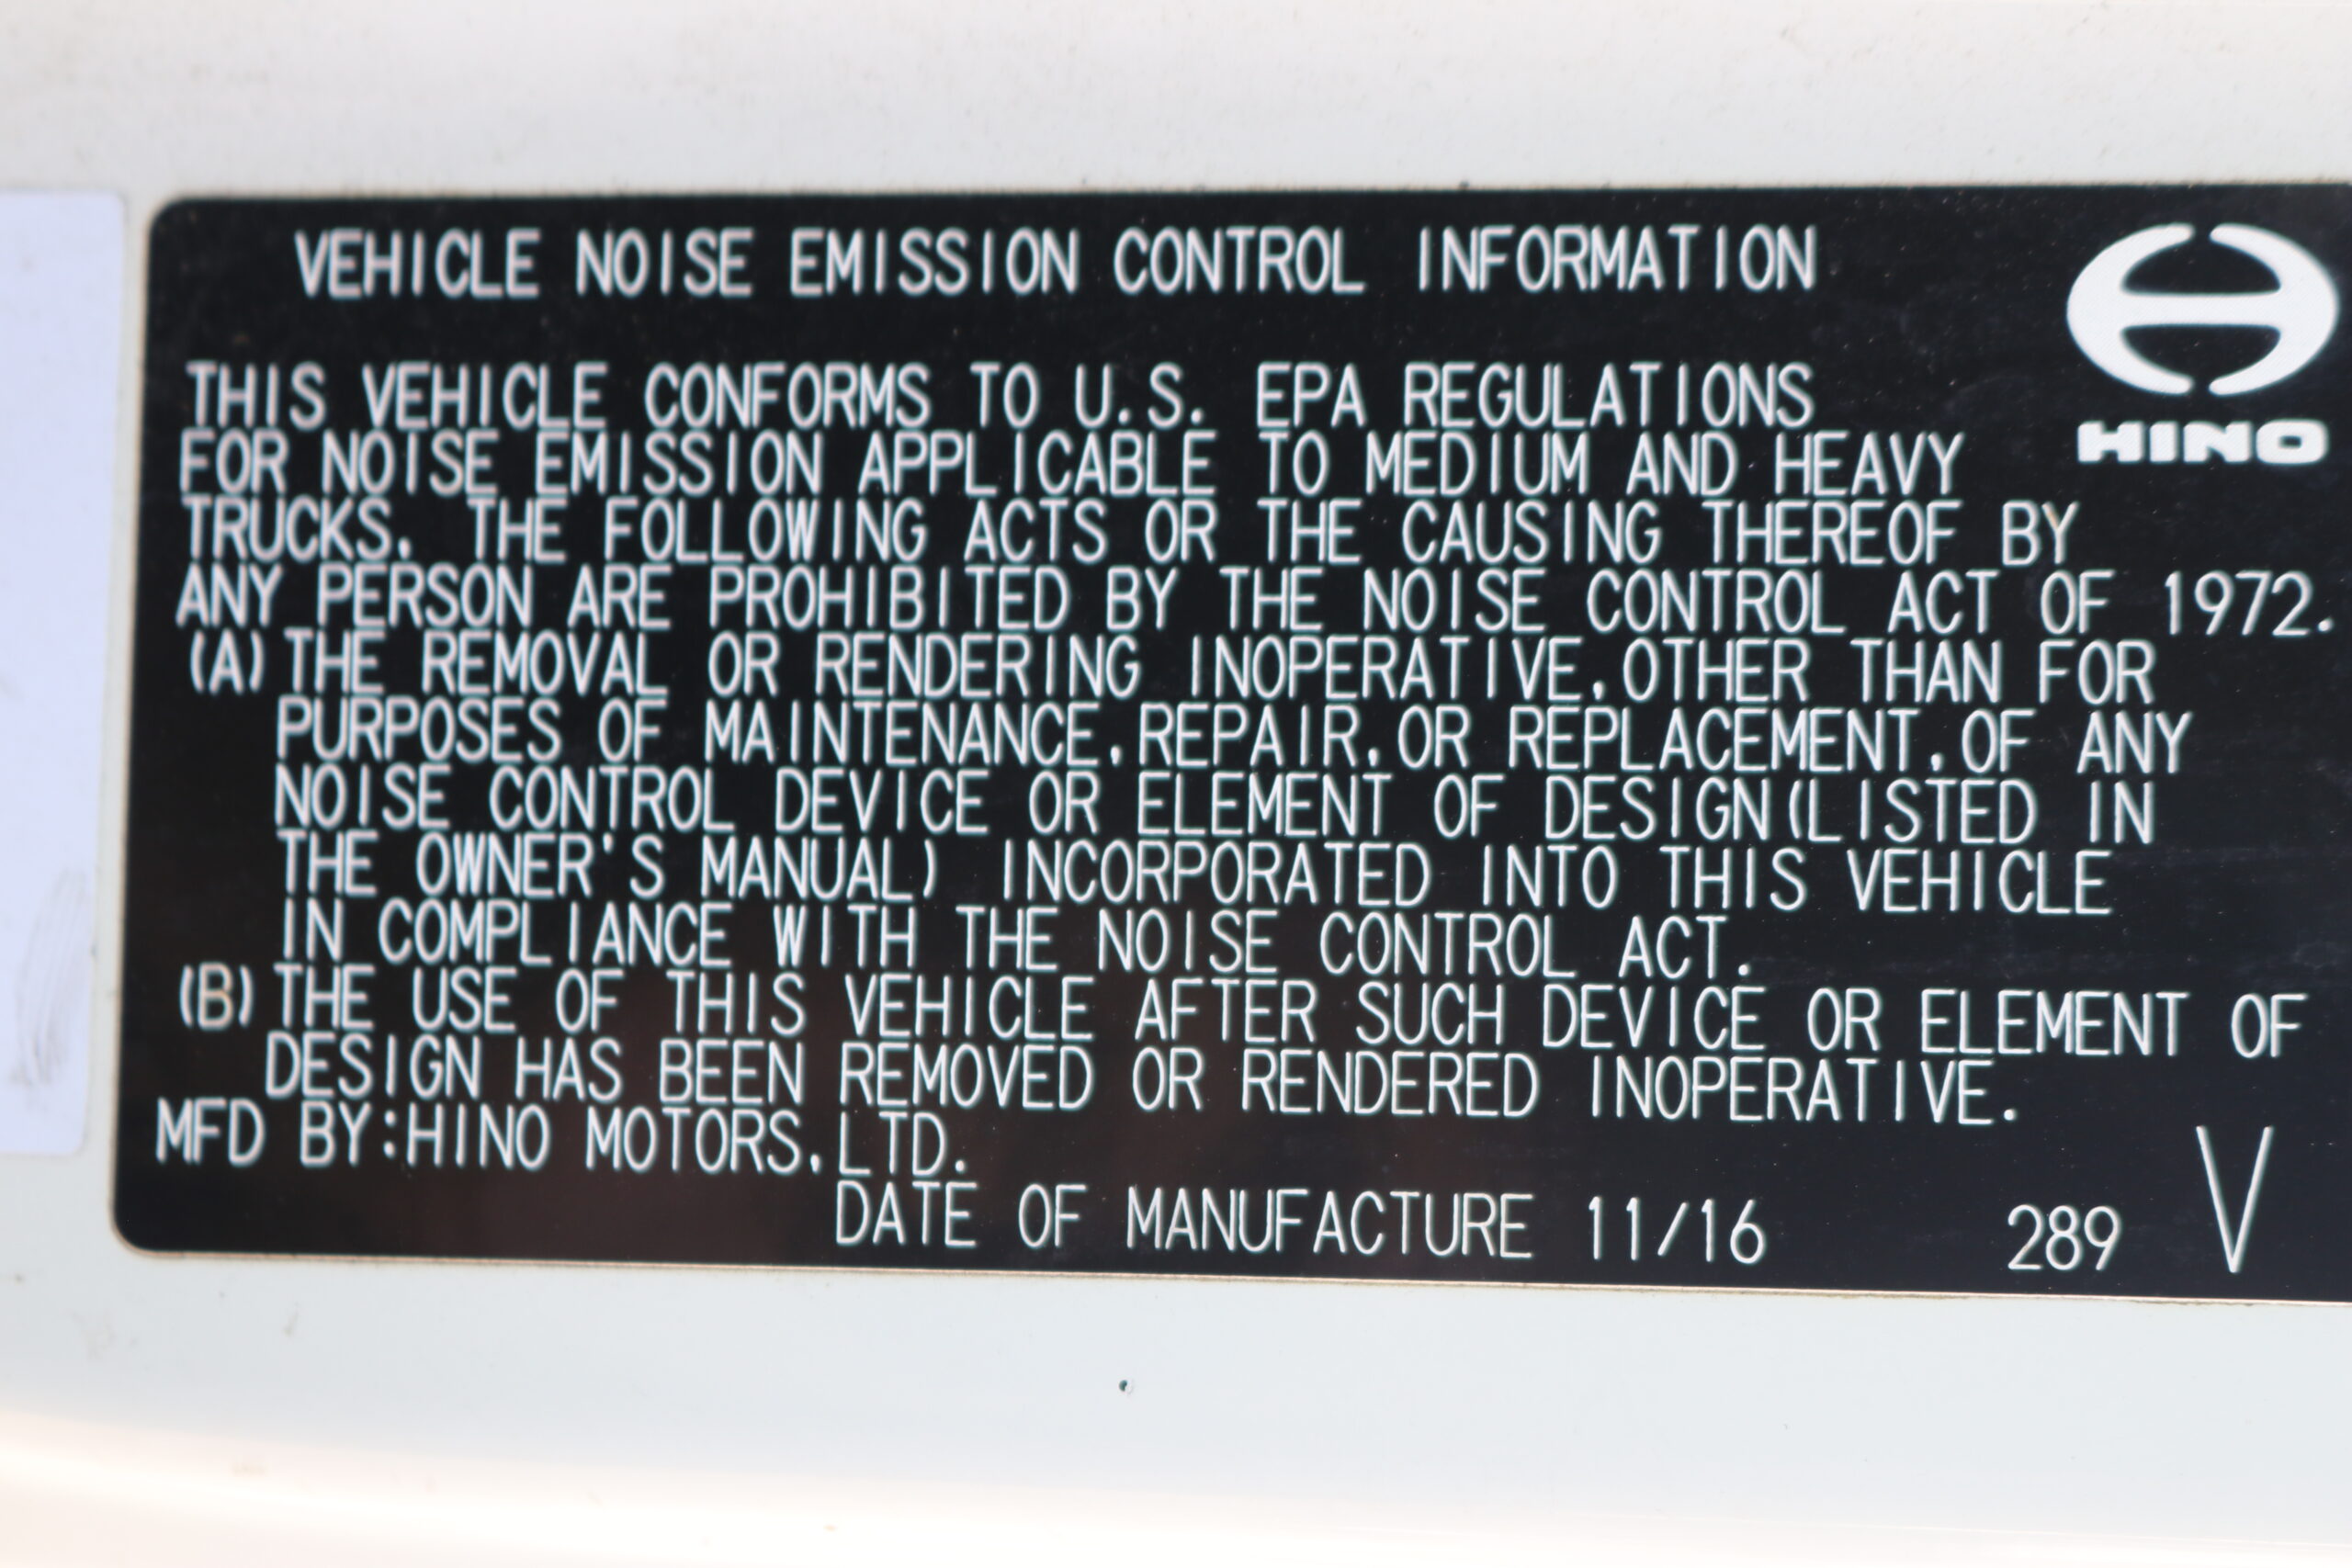 VEHICLE NOISE EMISSION CONTROL INFORMATION
HINO
THIS VEHICLE CONFORMS TO U.S. EPA REGULATIONS
FOR NOISE EMISSION APPLICABLE TO MEDIUM AND HEAVY
TRUCKS. THE FOLLOWING ACTS OR THE CAUSING THEREOF BY
ANY PERSON ARE PROHIBITED BY THE NOISE CONTROL ACT OF 1972.
(A) THE REMOVAL OR RENDERING INOPERATIVE,OTHER THAN FOR
PURPOSES OF MAINTENANCE,REPAIR,OR REPLACEMENT,OF ANY
NOISE CONTROL DEVICE OR ELEMENT OF DESIGN(LISTED IN
THE OWNER'S MANUAL) INCORPORATED INTO THIS VEHICLE
IN COMPLIANCE WITH THE NOISE CONTROL ACT.
(B) THE USE OF THIS VEHICLE AFTER SUCH DEVICE OR ELEMENT OF
DESIGN HAS BEEN REMOVED OR RENDERED INOPERATIVE.
MFD BY:HINO MOTORS,LTD.
DATE OF MANUFACTURE 11/16 289 V